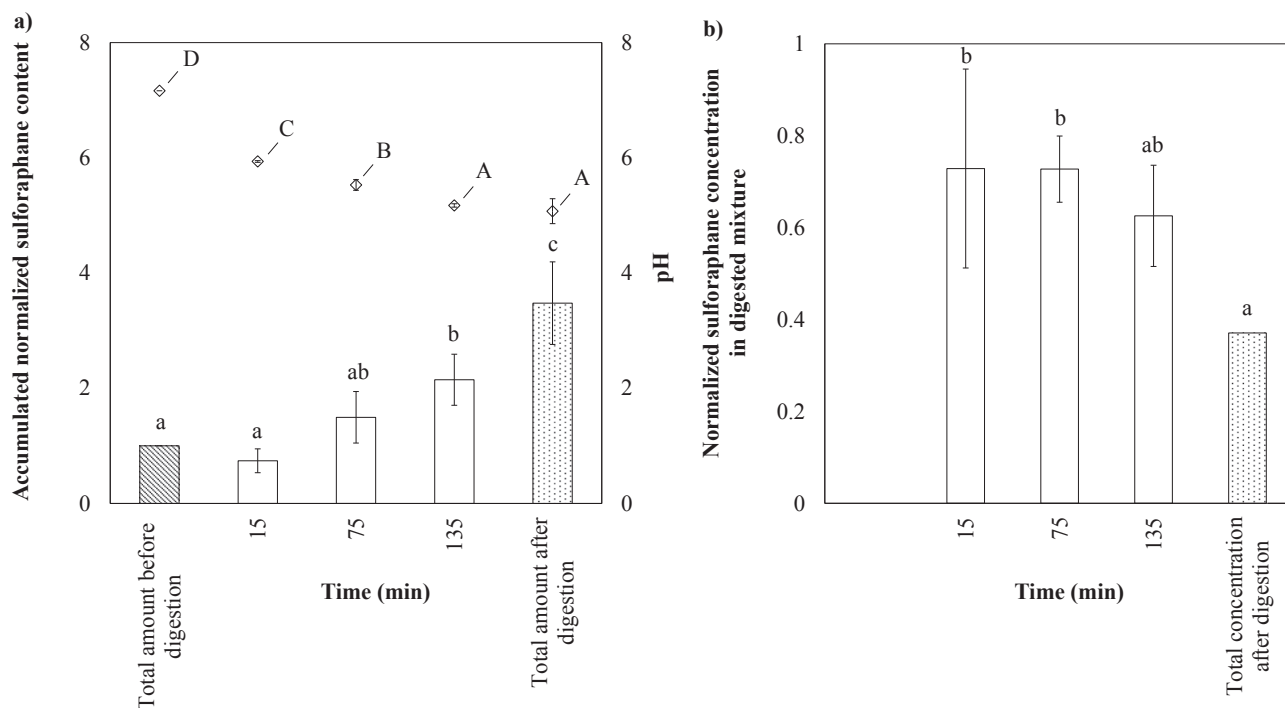 a)
Accumulated normalized sulforaphane content
8
6
4
2
0
D
C
B
A
A
a
a
ab
b
c
8
6
4
2
0
pH
Total amount before
digestion
15
75
135
Total amount after
digestion
Time (min)
b)
Normalized sulforaphane concentration
in digested mixture
1
0.8
0.6
0.4
0.2
0
b
b
ab
a
15
75
135
Total concentration
after digestion
Time (min)